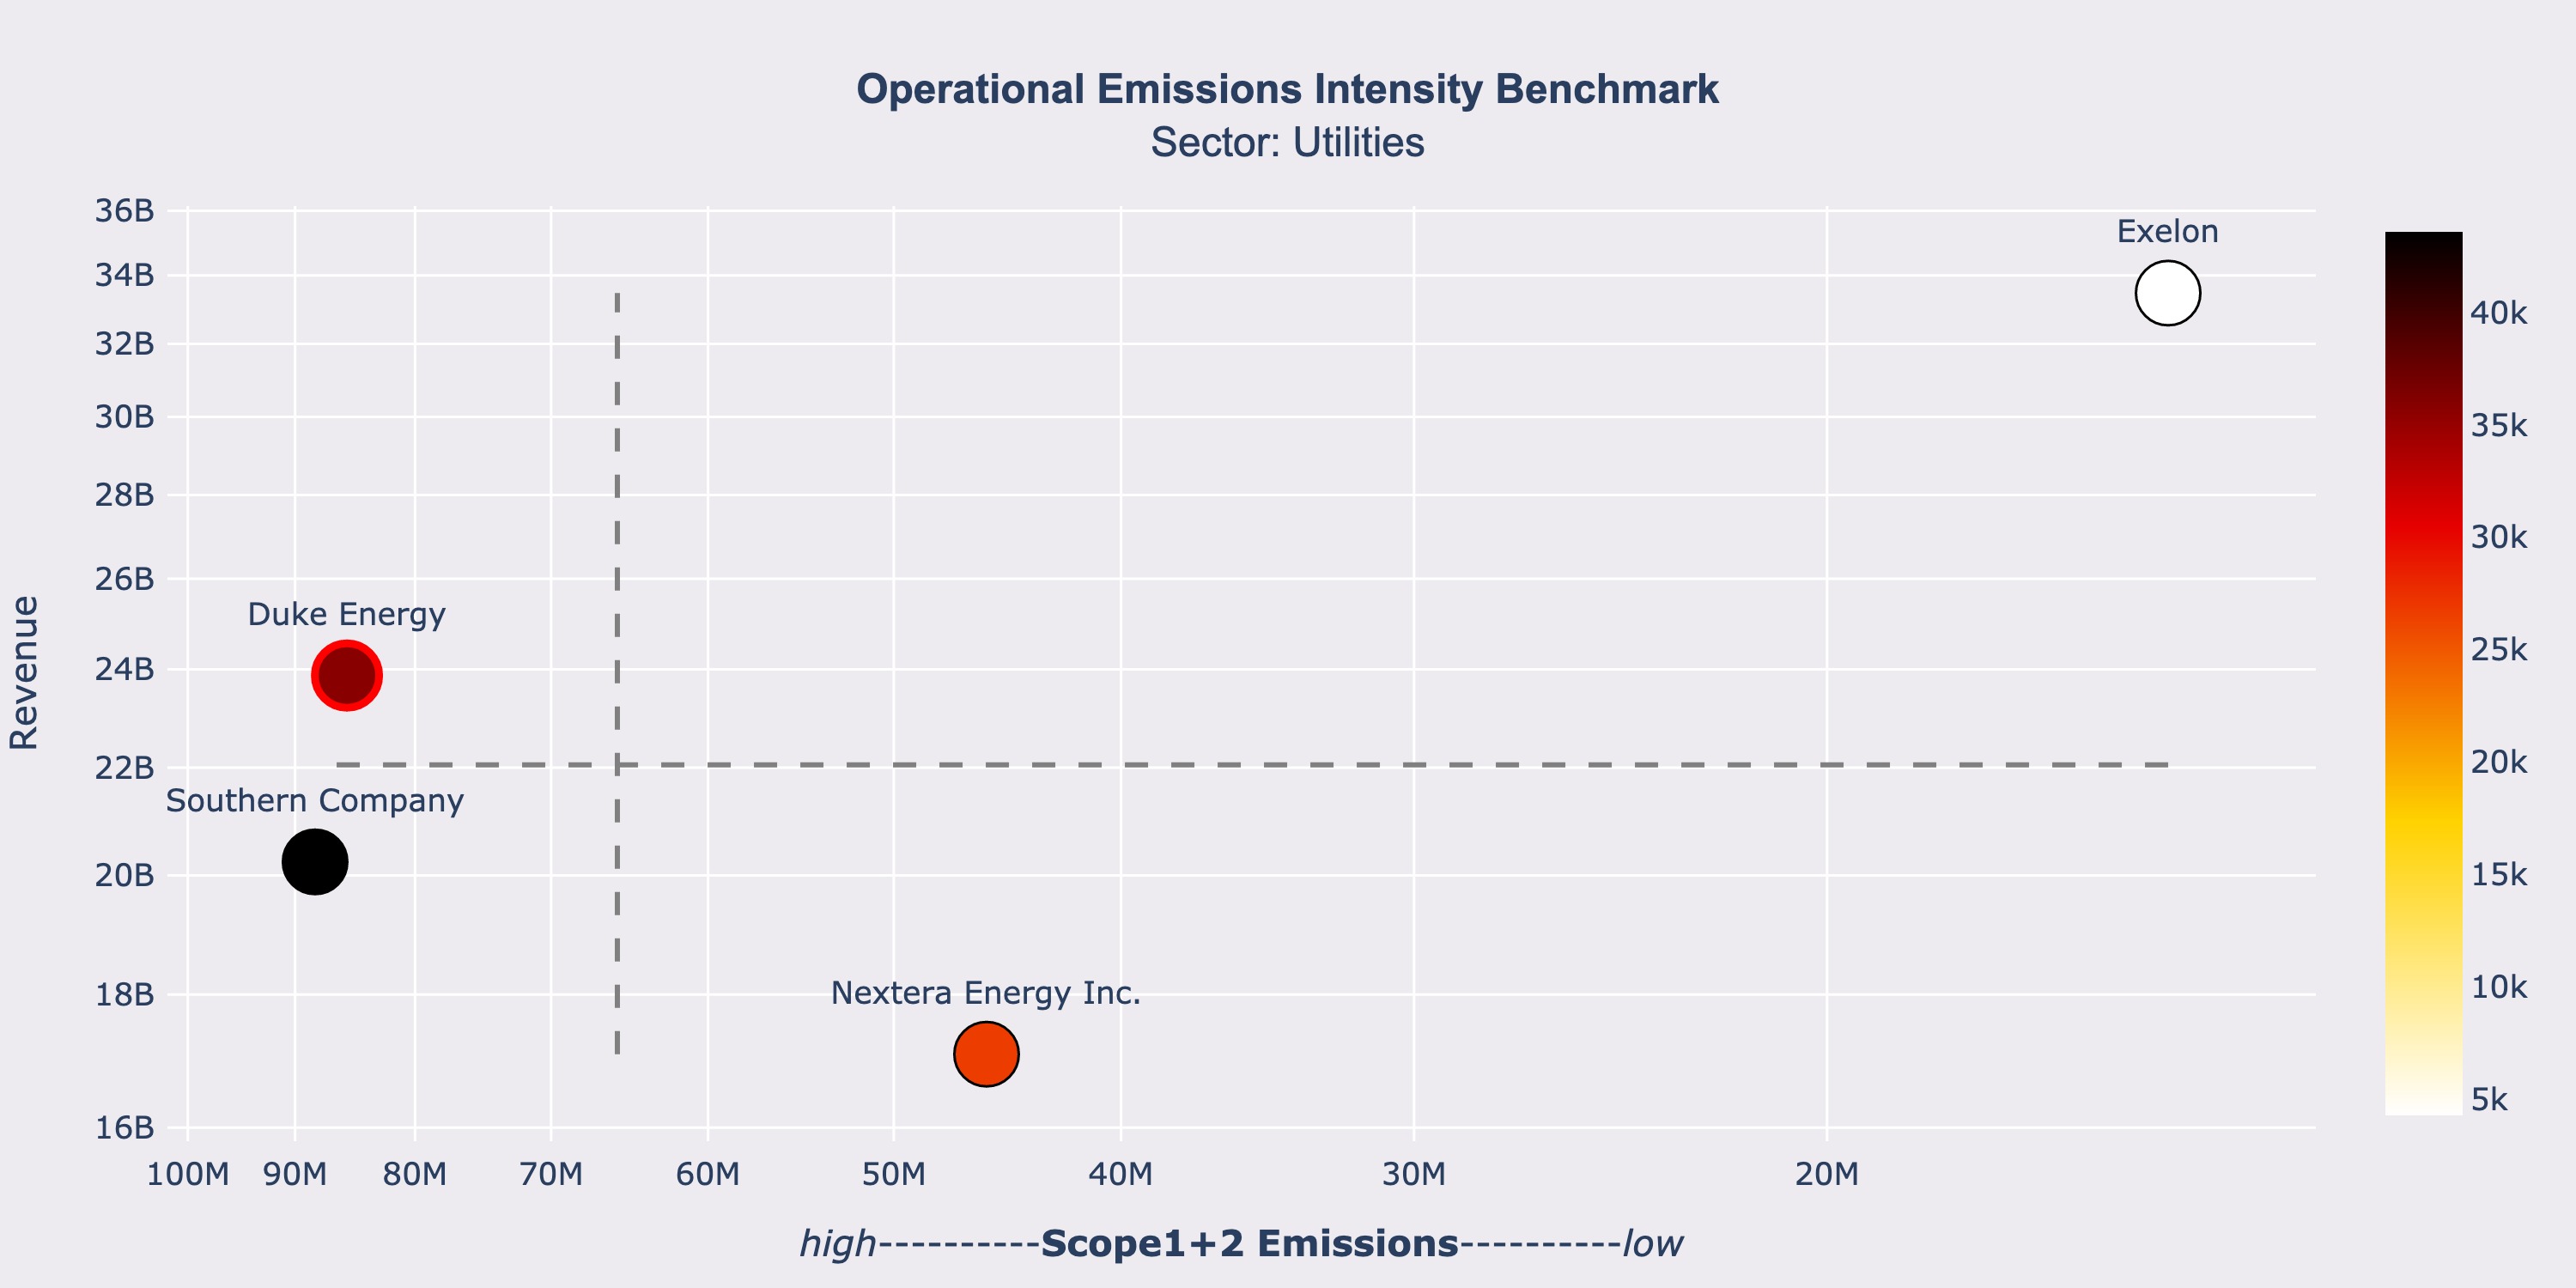 Operational Emissions Intensity Benchmark
Sector: Utilities
36B
34B
32B
30B
28B
26B
24B
22B
20B
18B
16B
Revenue
Exelon
Duke Energy
Southern Company
Nextera Energy Inc.
40k
35k
30k
25k
20k
15k
10k
5k
100M 90M 80M 70M 60M 50M 40M 30M 20M
high----------Scope1+2 Emissions----------low